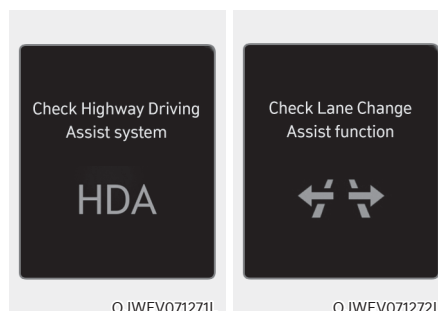 Check Highway Driving
Assist system
HDA
OJWEV071271L
Check Lane Change
Assist function
OJWEV071272L